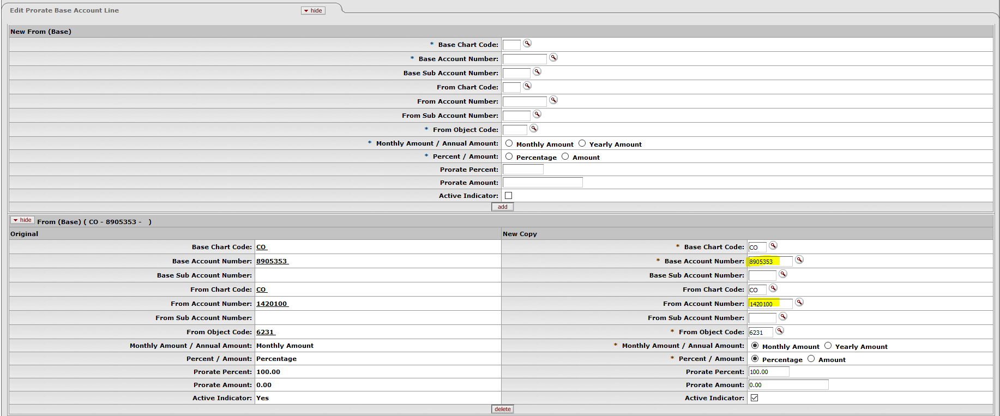 Edit Prorate Base Account Line hide
New From (Base)
* Base Chart Code:
* Base Account Number:
Base Sub Account Number:
From Chart Code:
From Account Number:
From Sub Account Number:
* From Object Code:
* Monthly Amount / Annual Amount: Monthly Amount Yearly Amount
* Percent / Amount: Percentage Amount
Prorate Percent:
Prorate Amount:
Active Indicator:
add
hide From (Base) ( CO - 8905353 - )
Original New Copy
Base Chart Code: CO * Base Chart Code: CO
Base Account Number: 8905353 * Base Account Number: 8905353
Base Sub Account Number: Base Sub Account Number:
From Chart Code: CO From Chart Code: CO
From Account Number: 1420100 From Account Number: 1420100
From Sub Account Number: From Sub Account Number:
From Object Code: 6231 * From Object Code: 6231
Monthly Amount / Annual Amount: Monthly Amount * Monthly Amount / Annual Amount: Monthly Amount Yearly Amount
Percent / Amount: Percentage * Percent / Amount: Percentage Amount
Prorate Percent: 100.00 Prorate Percent: 100.00
Prorate Amount: 0.00 Prorate Amount: 0.00
Active Indicator: Yes Active Indicator:
delete